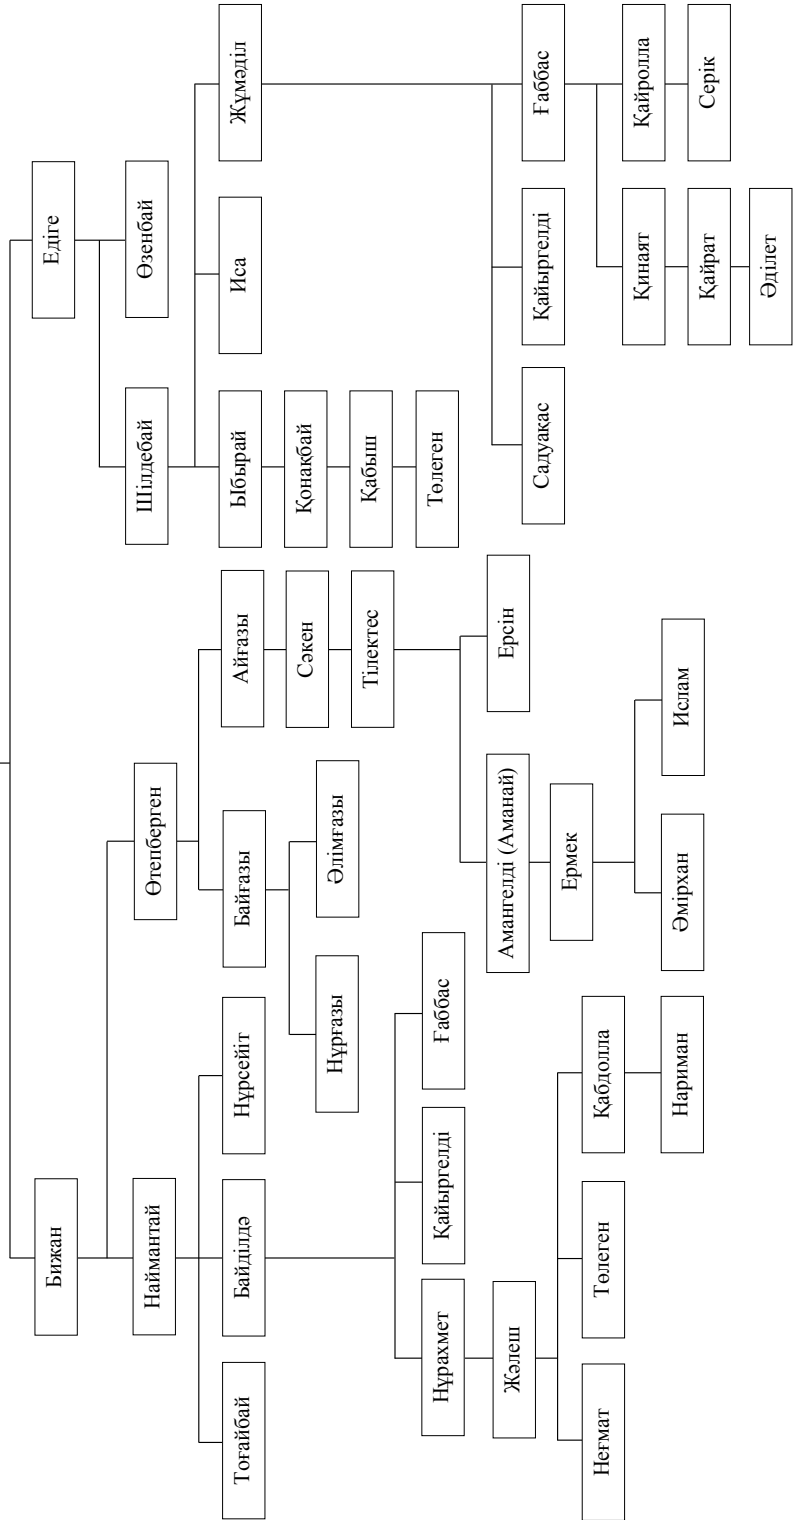 Бижан
Едіге
Наймантай
Өтепберген
Шілдебай
Өзенбай
Тоғайбай
Байділдә
Нұрсейіт
Байғазы
Айғазы
Ыбырай
Иса
Жұмәділ
Нұрғазы
Әлімғазы
Сәкен
Қонақбай
Тілектес
Қабыш
Нұрахмет
Қайыргелді
Ғаббас
Төлеген
Жәлеш
Амангелді (Аманай)
Ерсін
Садуақас
Қайыргелді
Ғаббас
Ермек
Неғмат
Төлеген
Қабдолла
Қинаят
Қайролла
Нариман
Әмірхан
Ислам
Қайрат
Серік
Әділет